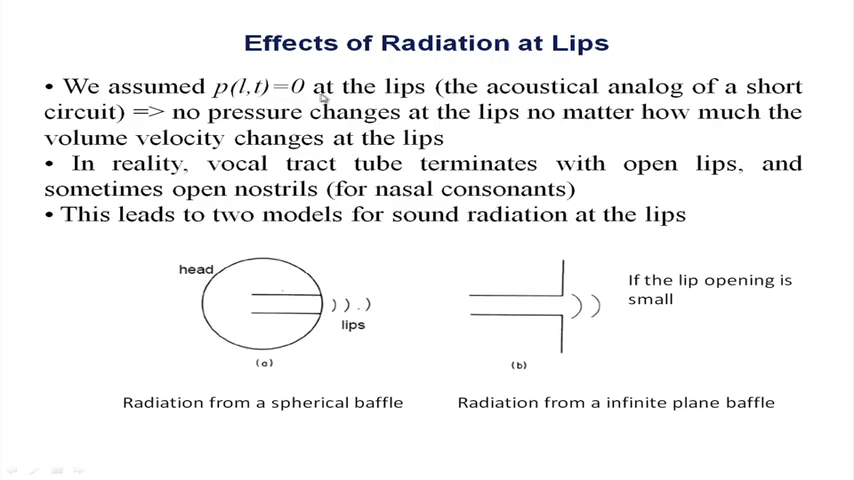 Effects of Radiation at Lips
• We assumed p(l,t)=0 at the lips (the acoustical analog of a short
circuit) => no pressure changes at the lips no matter how much the
volume velocity changes at the lips
• In reality, vocal tract tube terminates with open lips, and
sometimes open nostrils (for nasal consonants)
• This leads to two models for sound radiation at the lips
head
lips
(a)
Radiation from a spherical baffle
If the lip opening is
small
(b)
Radiation from a infinite plane baffle